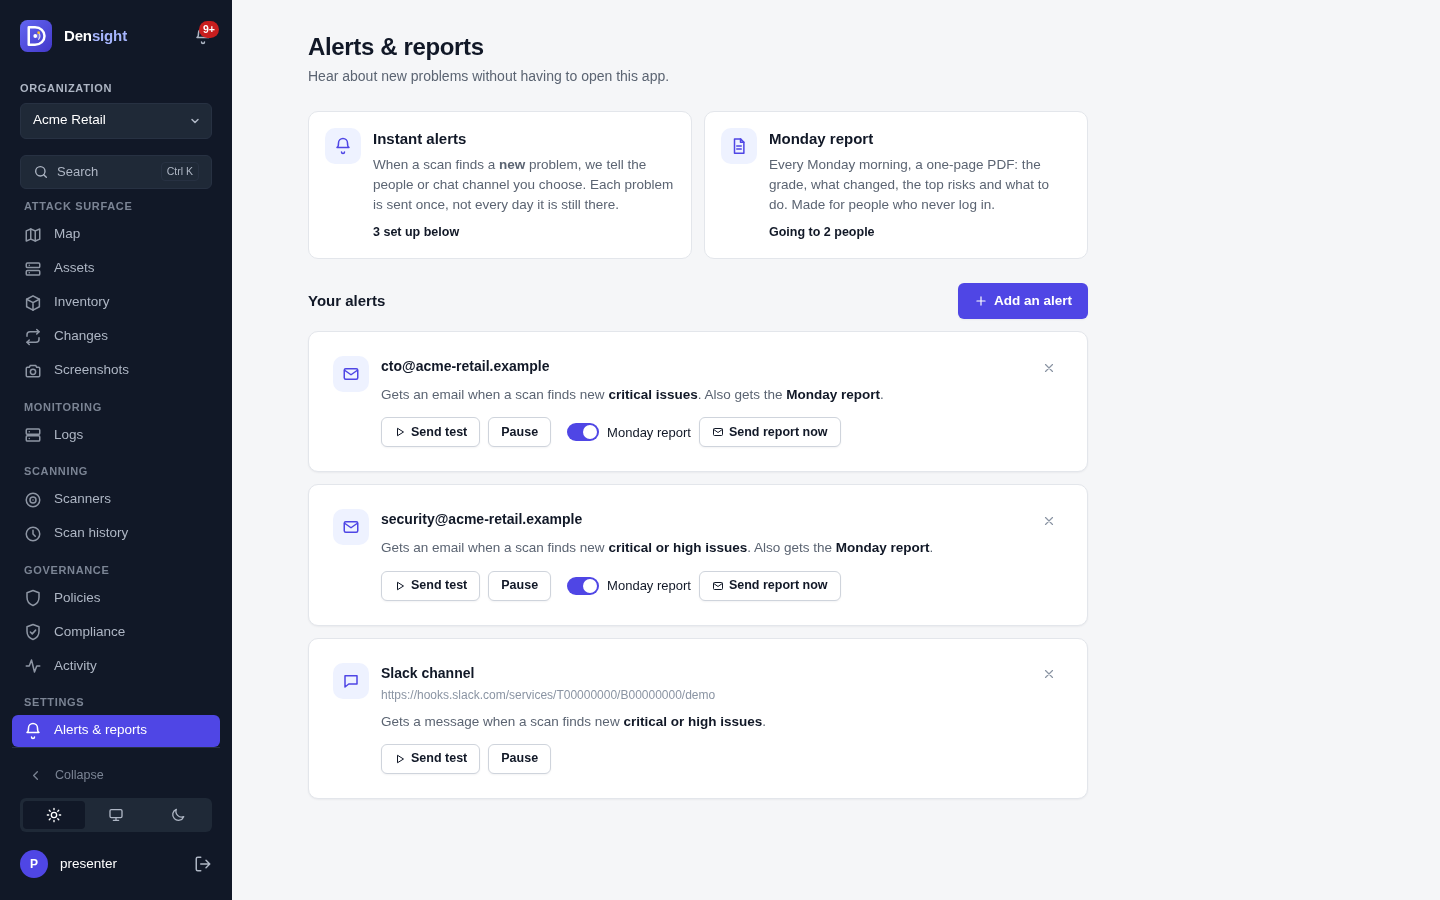 Densight
9+
ORGANIZATION
Acme Retail
Search
Ctrl K
ATTACK SURFACE
Map
Assets
Inventory
Changes
Screenshots
MONITORING
Logs
SCANNING
Scanners
Scan history
GOVERNANCE
Policies
Compliance
Activity
SETTINGS
Alerts & reports
Collapse
P
presenter
Alerts & reports
Hear about new problems without having to open this app.
Instant alerts
When a scan finds a new problem, we tell the
people or chat channel you choose. Each problem
is sent once, not every day it is still there.
3 set up below
Monday report
Every Monday morning, a one-page PDF: the
grade, what changed, the top risks and what to
do. Made for people who never log in.
Going to 2 people
Your alerts
Add an alert
cto@acme-retail.example
Gets an email when a scan finds new critical issues. Also gets the Monday report.
Send test
Pause
Monday report
Send report now
security@acme-retail.example
Gets an email when a scan finds new critical or high issues. Also gets the Monday report.
Send test
Pause
Monday report
Send report now
Slack channel
https://hooks.slack.com/services/T00000000/B00000000/demo
Gets a message when a scan finds new critical or high issues.
Send test
Pause